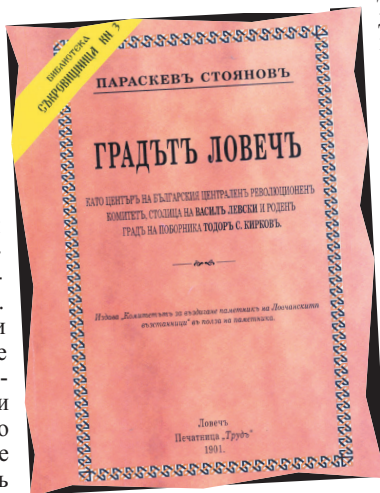 БИБЛИОТЕКА
СЪКРОВИЩНИЦА КН 3
ПАРАСКЕВЪ СТОЯНОВЪ
ГРАДЪТЪ ЛОВЕЧЪ
КАТО ЦЕНТЪРЪ НА БЪЛГАРСКИЯ ЦЕНТРАЛЕНЪ РЕВОЛЮЦИОНЕНЪ
КОМИТЕТЪ, СТОЛИЦА НА ВАСИЛЪ ЛЕВСКИ И РОДЕНЪ
ГРАДЪ НА ПОБОРНИКА ТОДОРЪ С. КИРКОВЪ.
Издава „Комитетътъ за въздигане паметникъ на Ловчанскитѣ
възстанници“ въ полза на паметника.
Ловечъ
Печатница „Трудъ“
1901.